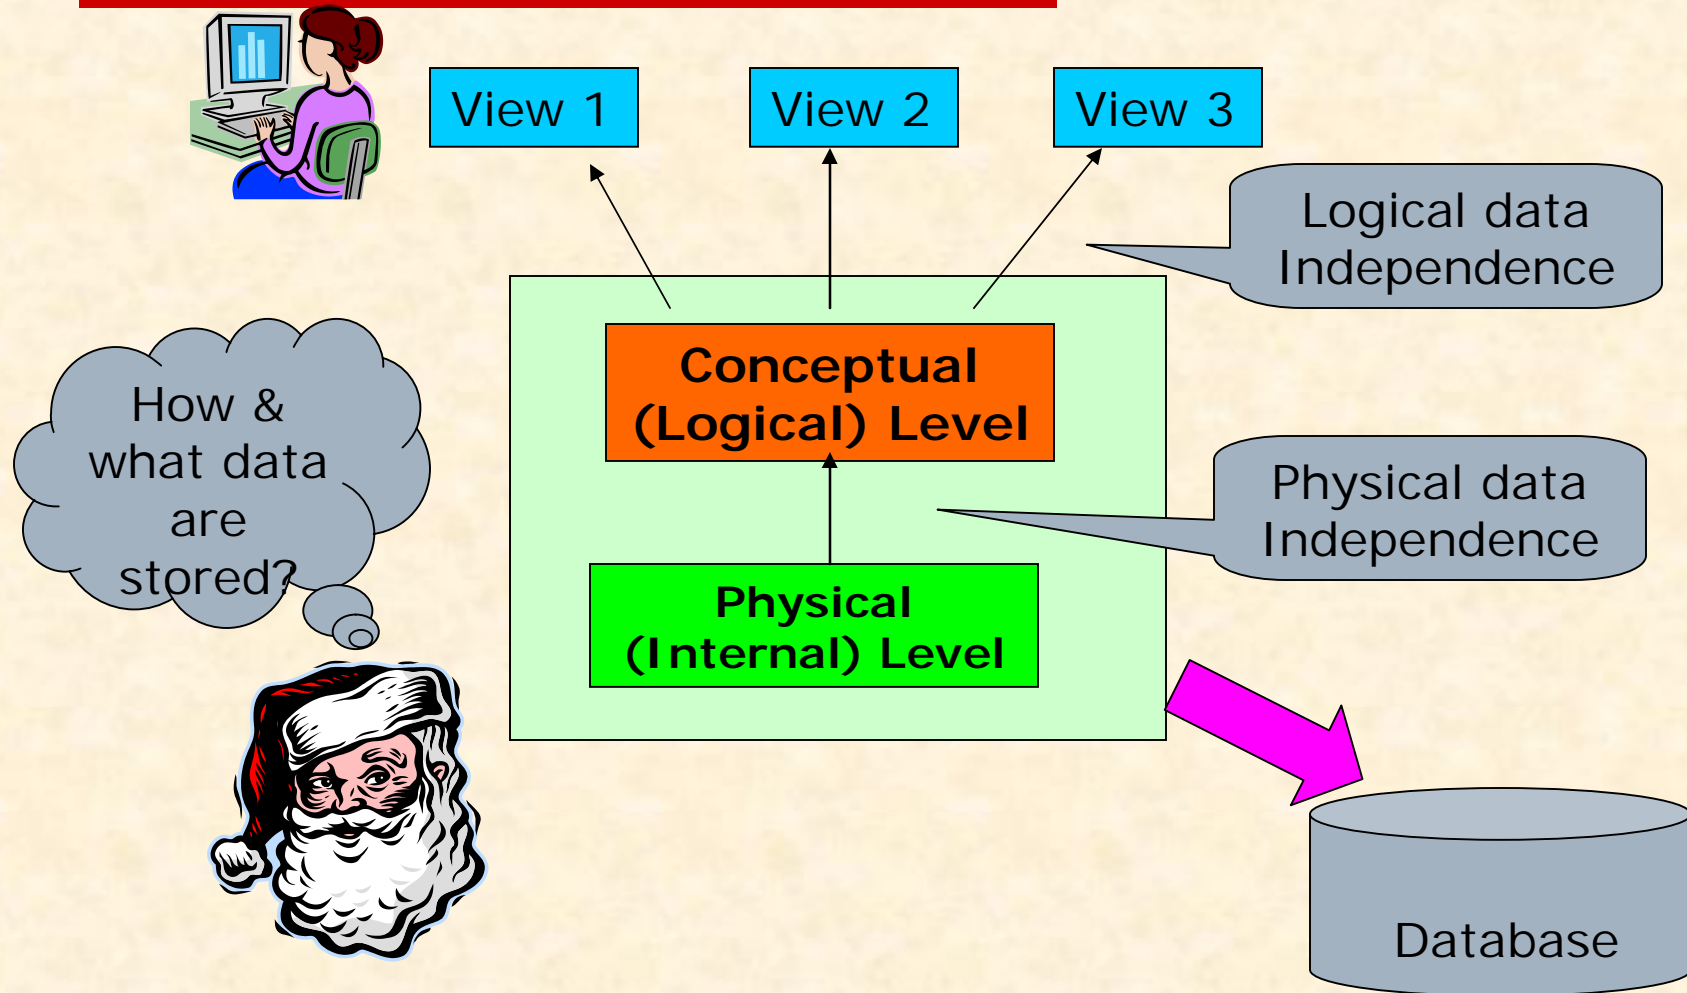 View 1
View 2
View 3
Logical data
Independence
Conceptual
(Logical) Level
How &
what data
are
stored?
Physical data
Independence
Physical
(Internal) Level
Database